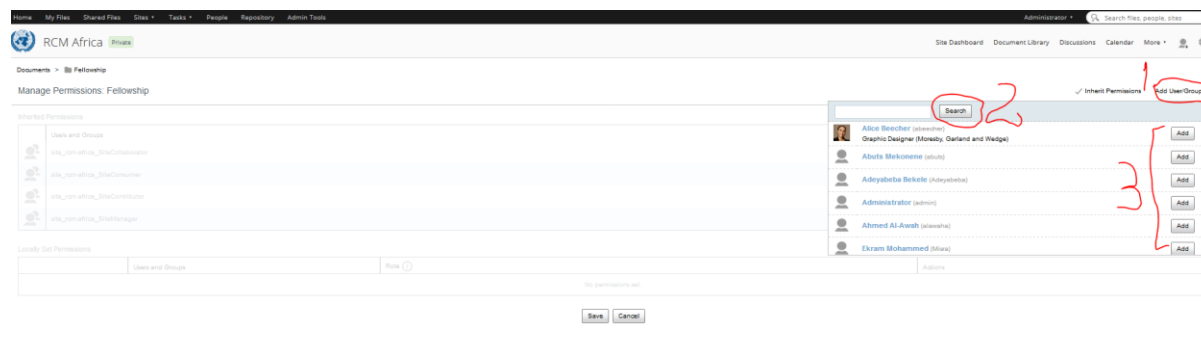 Home My Files Shared Files Sites Tasks People Repository Admin Tools Administrator Search files, people, sites
RCM Africa Private Site Dashboard Document Library Discussions Calendar More
Documents > Fellowship
1
Manage Permissions: Fellowship Inherit Permissions Add User/Group
Inherited Permissions
Search 2
Users and Groups
Alice Beecher (abeecher) Add
Graphic Designer (Moresby, Garland and Wedge)
site_rcm-africa_SiteCollaborator
Abuts Mekonene (abuts) Add
site_rcm-africa_SiteConsumer
Adeyabeba Bekele (Adeyabeba) Add
3
site_rcm-africa_SiteContributor
Administrator (admin) Add
site_rcm-africa_SiteManager
Ahmed Al-Awah (alawaha) Add
Locally Set Permissions
Ekram Mohammed Add
Users and Groups Role Actions
No permissions set
Save Cancel